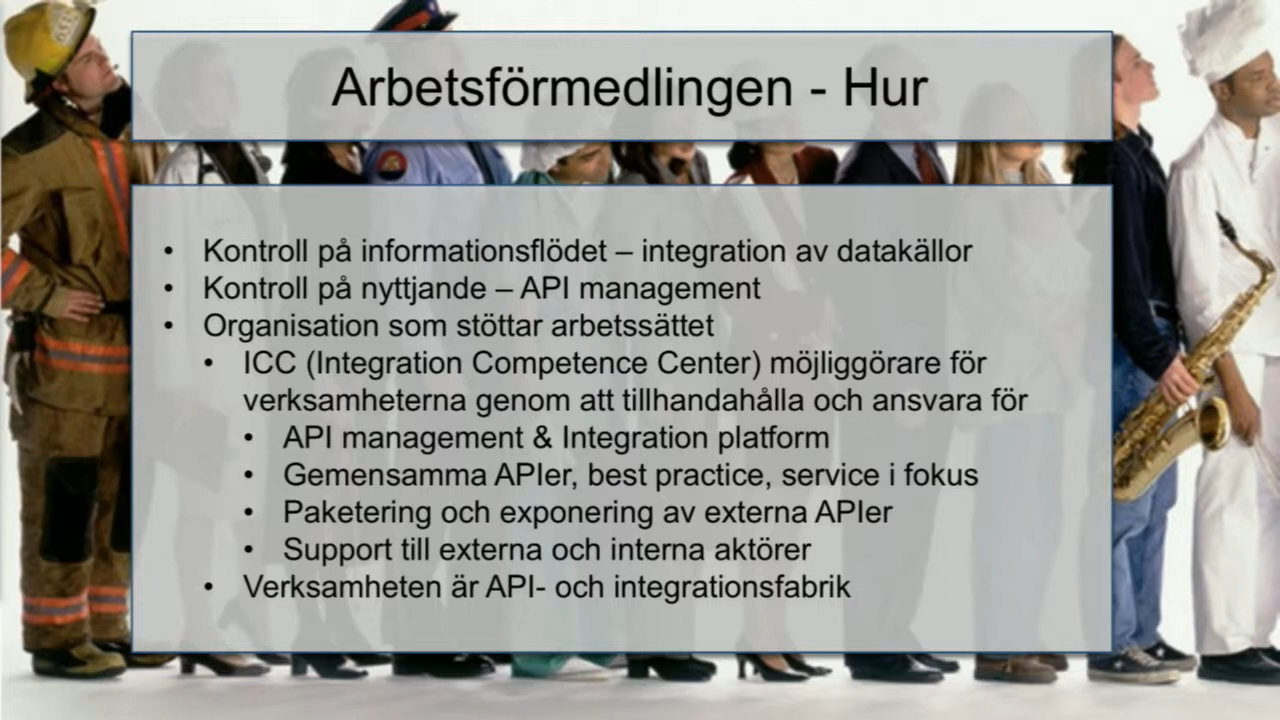 Arbetsförmedlingen - Hur
• Kontroll på informationsflödet – integration av datakällor
• Kontroll på nyttjande – API management
• Organisation som stöttar arbetssättet
• ICC (Integration Competence Center) möjliggörare för
verksamheterna genom att tillhandahålla och ansvara för
• API management & Integration platform
• Gemensamma APIer, best practice, service i fokus
• Paketering och exponering av externa APIer
• Support till externa och interna aktörer
• Verksamheten är API- och integrationsfabrik